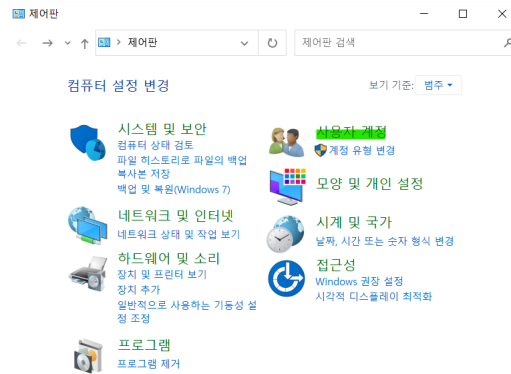 제어판
제어판
제어판 검색
컴퓨터 설정 변경
보기 기준: 범주
시스템 및 보안
컴퓨터 상태 검토
파일 히스토리로 파일의 백업
복사본 저장
백업 및 복원(Windows 7)
네트워크 및 인터넷
네트워크 상태 및 작업 보기
하드웨어 및 소리
장치 및 프린터 보기
장치 추가
일반적으로 사용하는 기동성 설
정 조정
프로그램
프로그램 제거
사용자 계정
계정 유형 변경
모양 및 개인 설정
시계 및 국가
날짜, 시간 또는 숫자 형식 변경
접근성
Windows 권장 설정
시각적 디스플레이 최적화